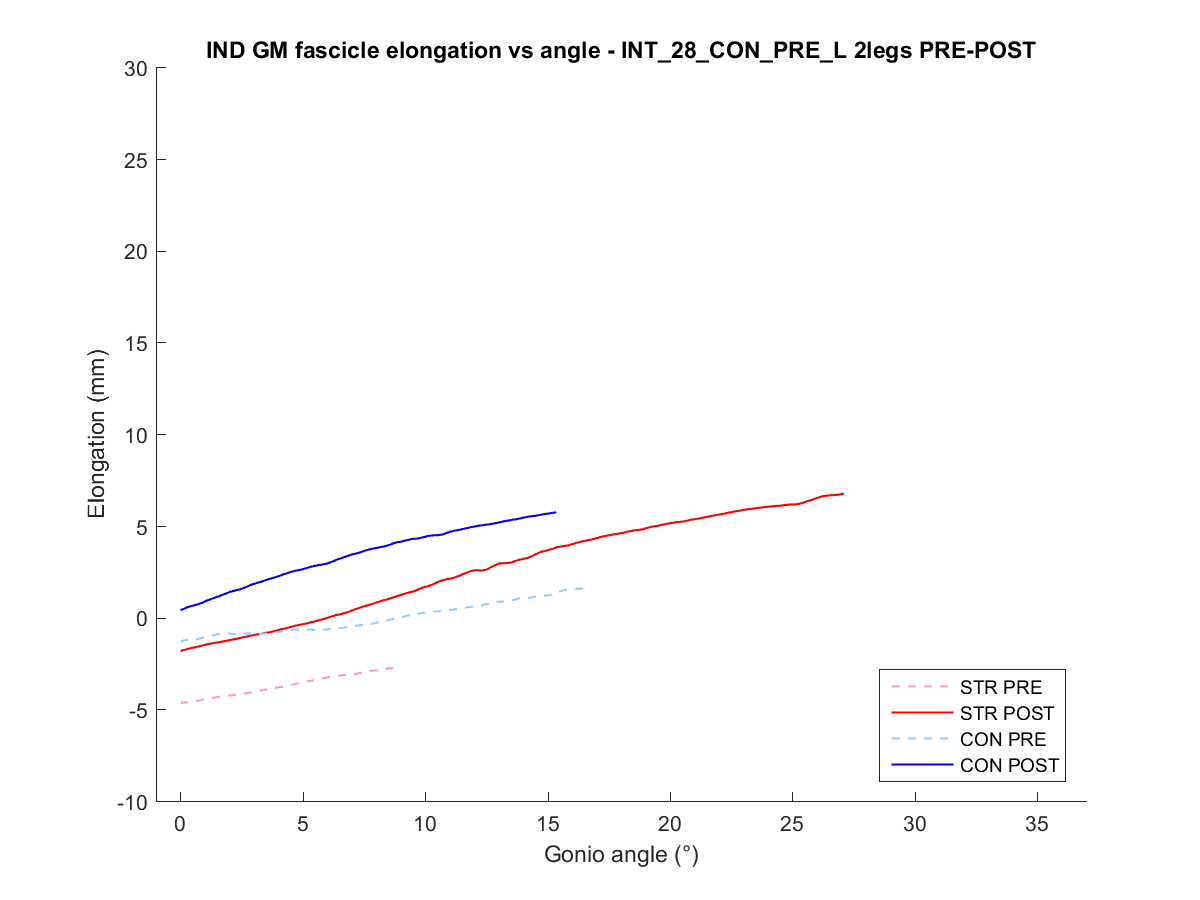 IND GM fascicle elongation vs angle - INT_28_CON_PRE_L 2legs PRE-POST
30
25
20
15
10
5
0
-5
-10
Elongation (mm)
0 5 10 15 20 25 30 35
Gonio angle (°)
STR PRE
STR POST
CON PRE
CON POST